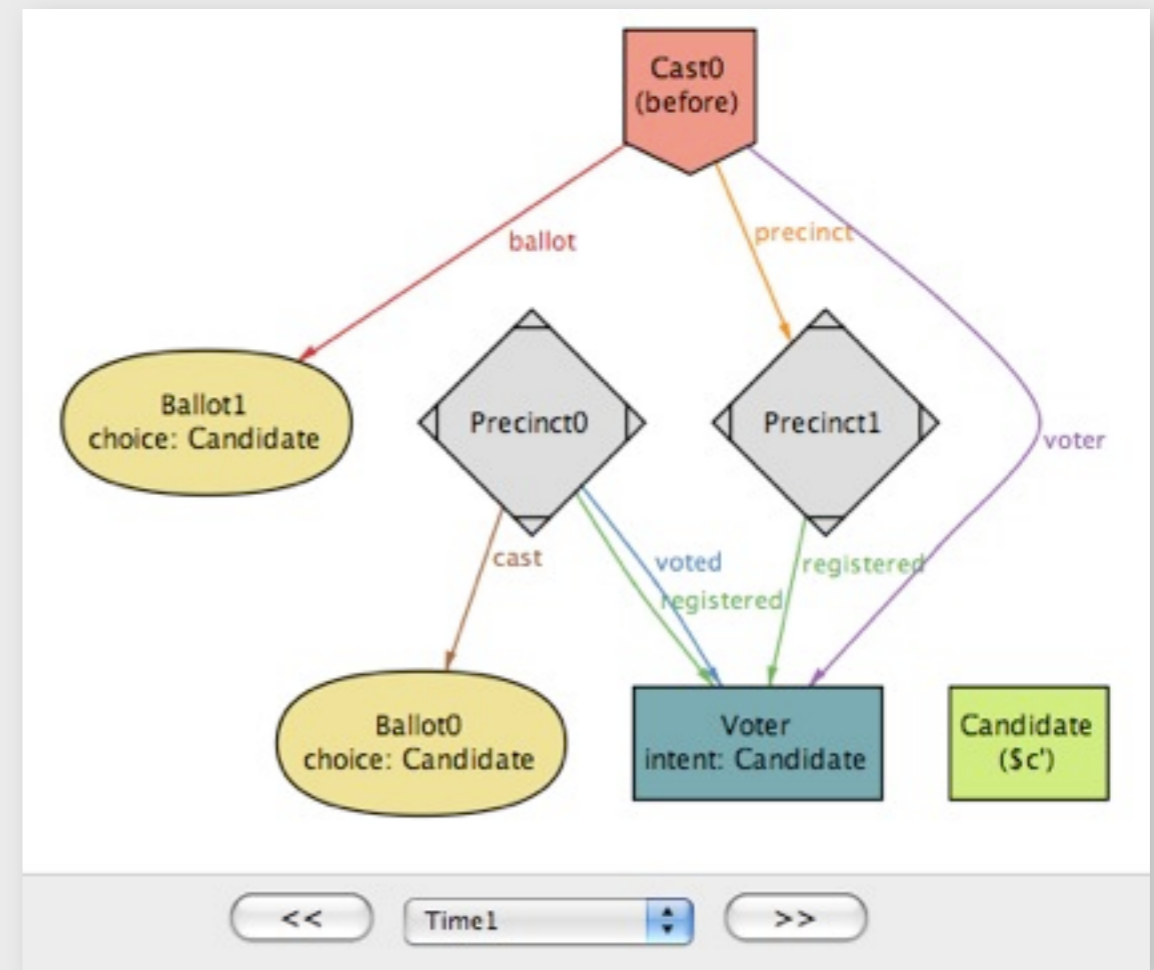 Cast0
(before)
ballot
precinct
Ballot1
choice: Candidate
Precinct0
Precinct1
voter
cast
voted
registered
registered
Ballot0
choice: Candidate
Voter
intent: Candidate
Candidate
($c')
<<
Time1
>>